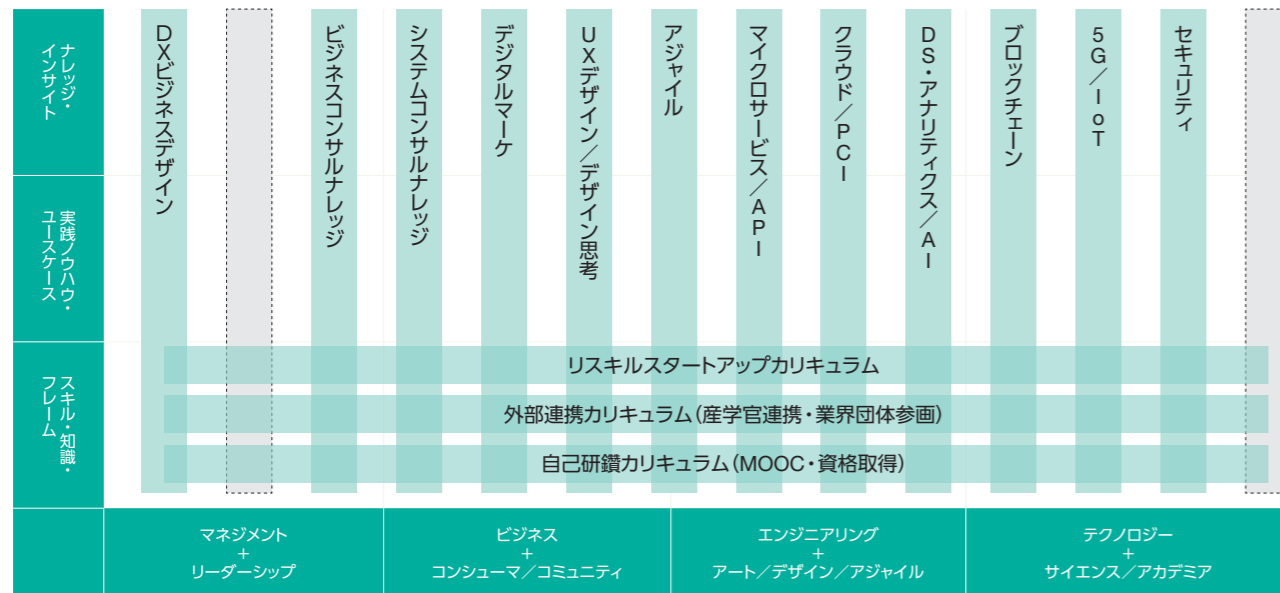 ナレッジ・
インサイト
DXビジネスデザイン
ビジネスコンサルナレッジ
システムコンサルナレッジ
デジタルマーケ
UXデザイン／デザイン思考
アジャイル
マイクロサービス／API
クラウド／PCI
DS・アナリティクス／AI
ブロックチェーン
5G／IoT
セキュリティ
実践ノウハウ・
ユースケース
スキル・知識・
フレーム
リスキルスタートアップカリキュラム
外部連携カリキュラム（産学官連携・業界団体参画）
自己研鑽カリキュラム（MOOC・資格取得）
マネジメント
+
リーダーシップ
ビジネス
+
コンシューマ／コミュニティ
エンジニアリング
+
アート／デザイン／アジャイル
テクノロジー
+
サイエンス／アカデミア